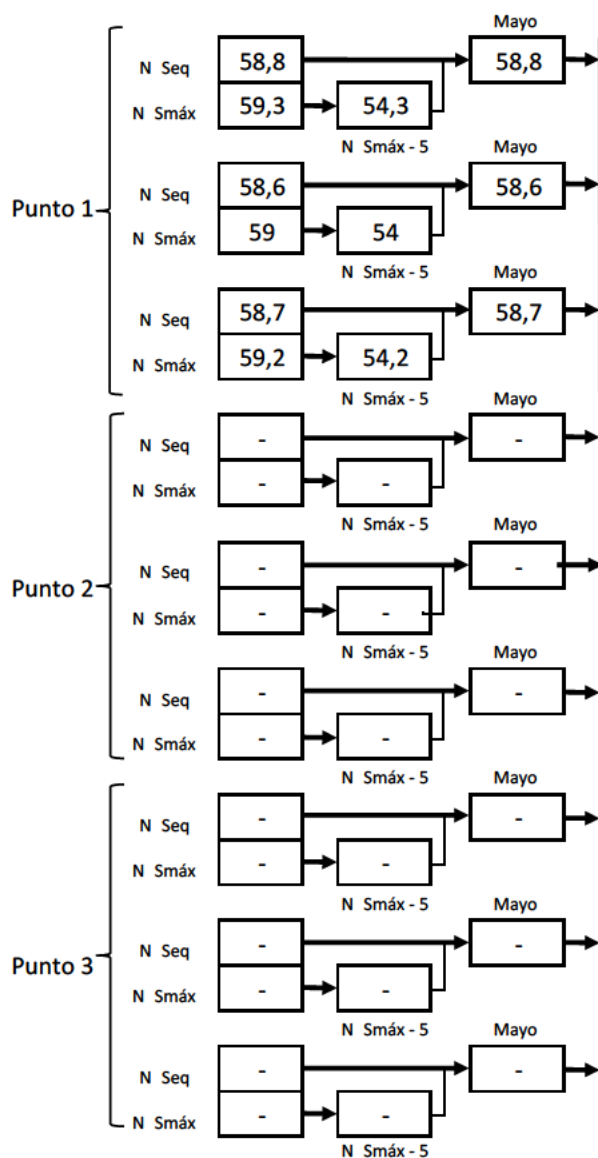 Mayo
N Seq 58,8 58,8
N Smáx 59,3 54,3
N Smáx - 5
Mayo
N Seq 58,6 58,6
Punto 1
N Smáx 59 54
N Smáx - 5
Mayo
N Seq 58,7 58,7
N Smáx 59,2 54,2
N Smáx - 5
Mayo
N Seq - -
N Smáx - -
N Smáx - 5
Mayo
N Seq - -
Punto 2
N Smáx - -
N Smáx - 5
Mayo
N Seq - -
N Smáx - -
N Smáx - 5
Mayo
N Seq - -
N Smáx - -
N Smáx - 5
Mayo
N Seq - -
Punto 3
N Smáx - -
N Smáx - 5
Mayo
N Seq - -
N Smáx - -
N Smáx - 5